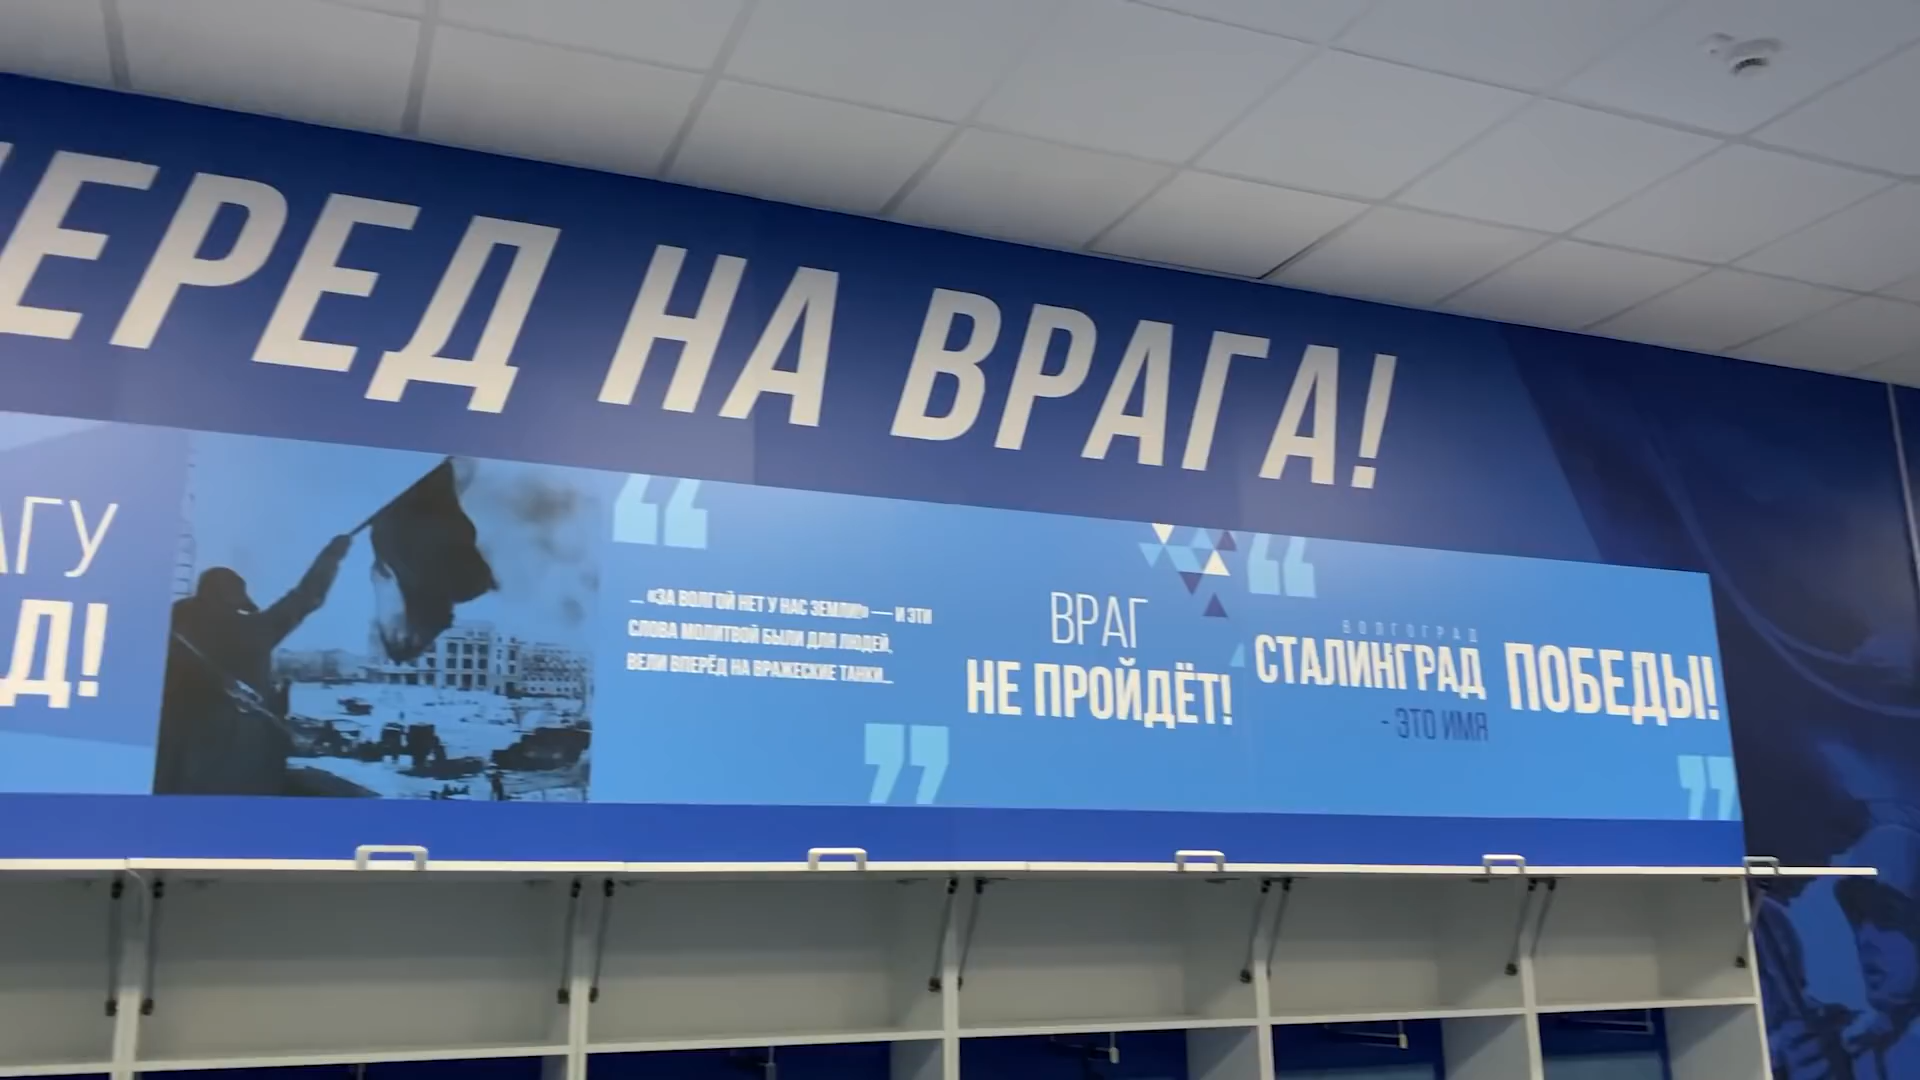 ЕРЕД НА ВРАГА!
АГУ
Д!
... «ЗА ВОЛГОЙ НЕТ У НАС ЗЕМЛИ!» — И ЭТИ
СЛОВА МОЛИТВОЙ БЫЛИ ДЛЯ ЛЮДЕЙ,
ВЕЛИ ВПЕРЁД НА ВРАЖЕСКИЕ ТАНКИ...
ВРАГ
НЕ ПРОЙДЁТ!
ВОЛГОГРАД
СТАЛИНГРАД
- ЭТО ИМЯ
ПОБЕДЫ!